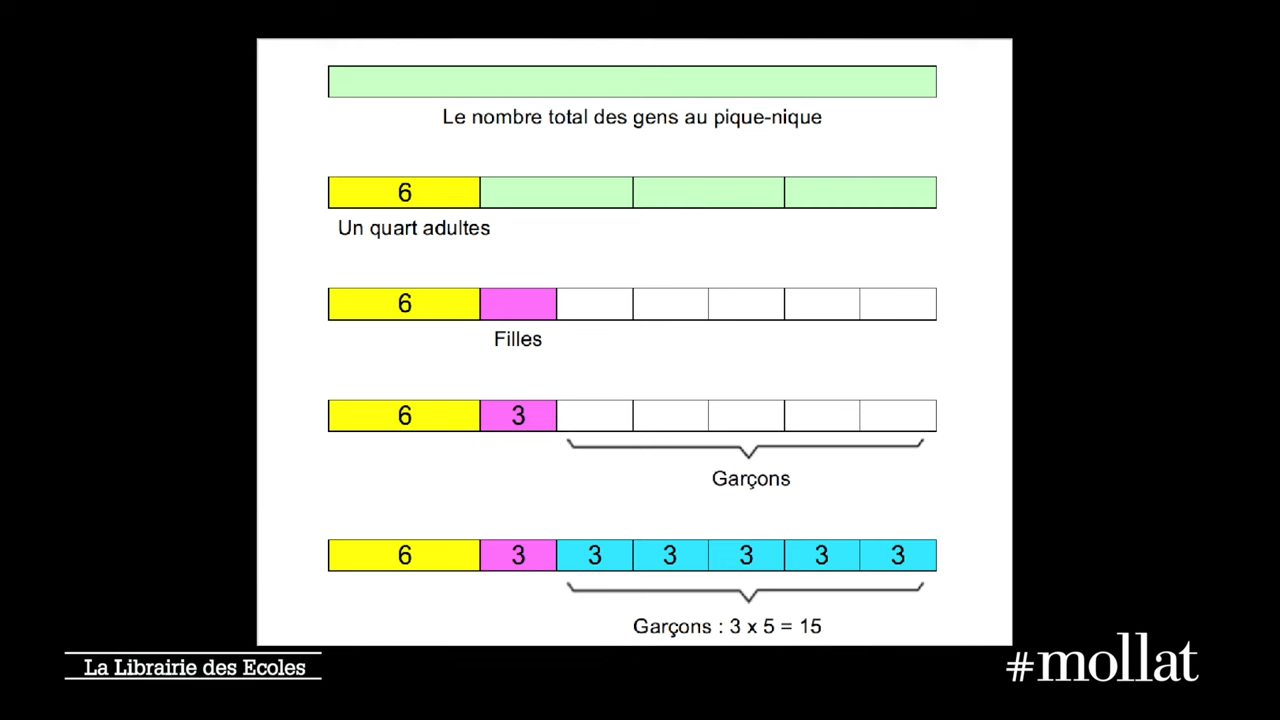 Le nombre total des gens au pique-nique
6
Un quart adultes
6
Filles
6 3
Garçons
6 3 3 3 3 3 3
Garçons : 3 x 5 = 15
La Librairie des Ecoles
#mollat